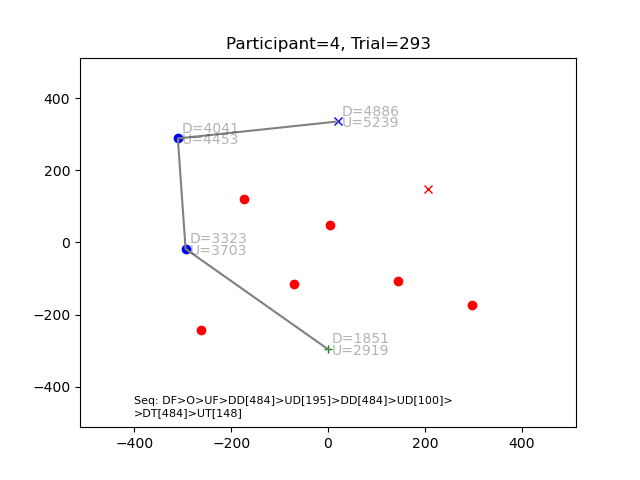 Participant=4, Trial=293
400
200
0
−200
−400
−400
−200
0
200
400
D=4886
U=5239
D=4041
U=4453
D=3323
U=3703
D=1851
U=2919
Seq: DF>O>UF>DD[484]>UD[195]>DD[484]>UD[100]>
>DT[484]>UT[148]